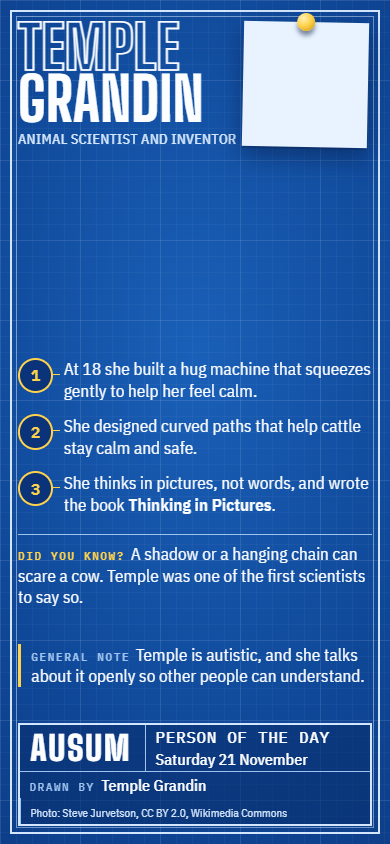 TEMPLE
GRANDIN
ANIMAL SCIENTIST AND INVENTOR
1 At 18 she built a hug machine that squeezes
gently to help her feel calm.
2 She designed curved paths that help cattle
stay calm and safe.
3 She thinks in pictures, not words, and wrote
the book Thinking in Pictures.
DID YOU KNOW? A shadow or a hanging chain can
scare a cow. Temple was one of the first scientists
to say so.
GENERAL NOTE Temple is autistic, and she talks
about it openly so other people can understand.
AUSUM
PERSON OF THE DAY
Saturday 21 November
DRAWN BY Temple Grandin
Photo: Steve Jurvetson, CC BY 2.0, Wikimedia Commons